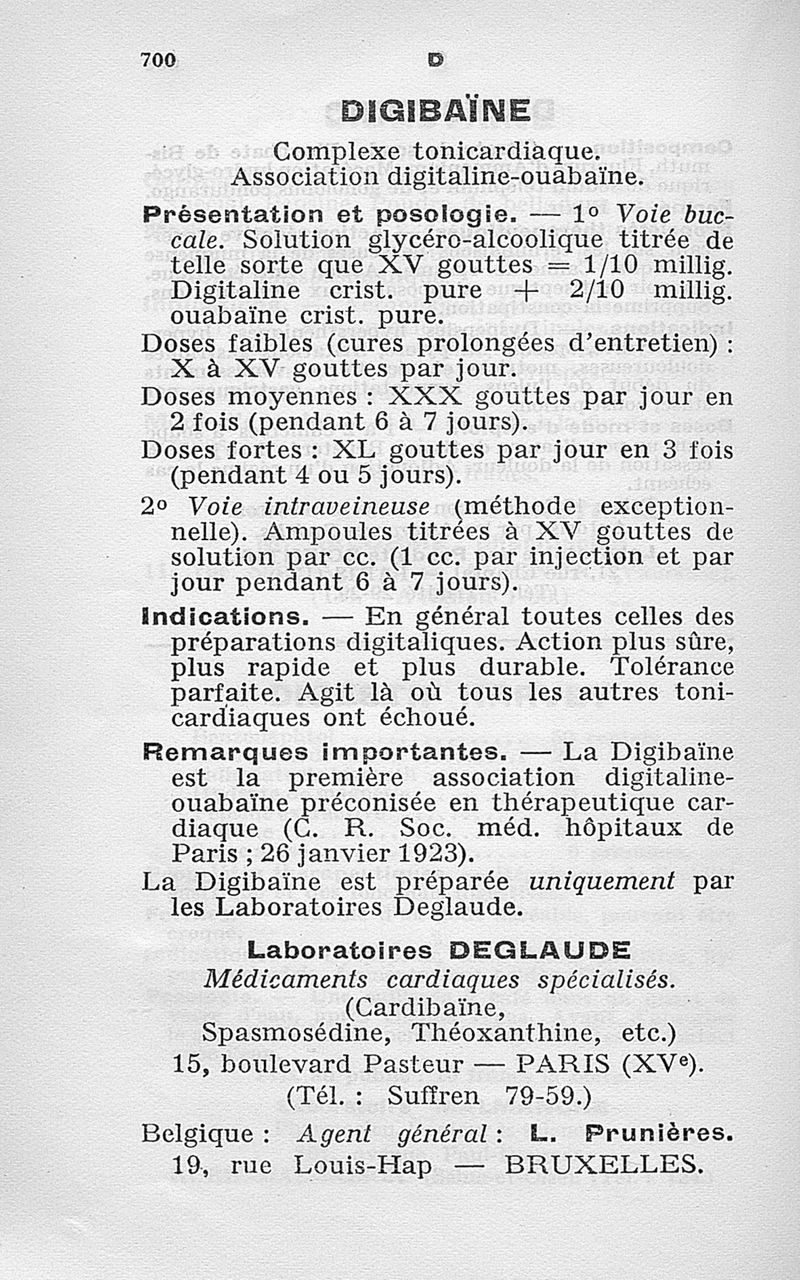 700
D
DIGIBAÏNE
Complexe tonicardiaque.
Association digitaline-ouabaïne.
Présentation et posologie. — 1º Voie buc-
cale. Solution glycéro-alcoolique titrée de
telle sorte que XV gouttes = 1/10 millig.
Digitaline crist. pure + 2/10 millig.
ouabaïne crist. pure.
Doses faibles (cures prolongées d'entretien) :
X à XV gouttes par jour.
Doses moyennes : XXX gouttes par jour en
2 fois (pendant 6 à 7 jours).
Doses fortes : XL gouttes par jour en 3 fois
(pendant 4 ou 5 jours).
2º Voie intraveineuse (méthode exception-
nelle). Ampoules titrées à XV gouttes de
solution par cc. (1 cc. par injection et par
jour pendant 6 à 7 jours).
Indications. — En général toutes celles des
préparations digitaliques. Action plus sûre,
plus rapide et plus durable. Tolérance
parfaite. Agit là où tous les autres toni-
cardiaques ont échoué.
Remarques importantes. — La Digibaïne
est la première association digitaline-
ouabaïne préconisée en thérapeutique car-
diaque (C. R. Soc. méd. hôpitaux de
Paris ; 26 janvier 1923).
La Digibaïne est préparée uniquement par
les Laboratoires Deglaude.
Laboratoires DEGLAUDE
Médicaments cardiaques spécialisés.
(Cardibaïne,
Spasmosédine, Théoxanthine, etc.)
15, boulevard Pasteur — PARIS (XVe).
(Tél. : Suffren 79-59.)
Belgique : Agent général : L. Prunières.
19, rue Louis-Hap — BRUXELLES.